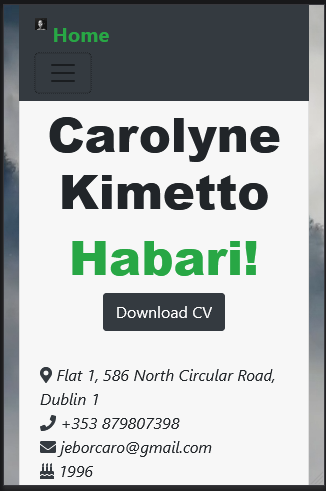 Home
Carolyne
Kimetto
Habari!
Download CV
Flat 1, 586 North Circular Road,
Dublin 1
+353 879807398
jeborcaro@gmail.com
1996